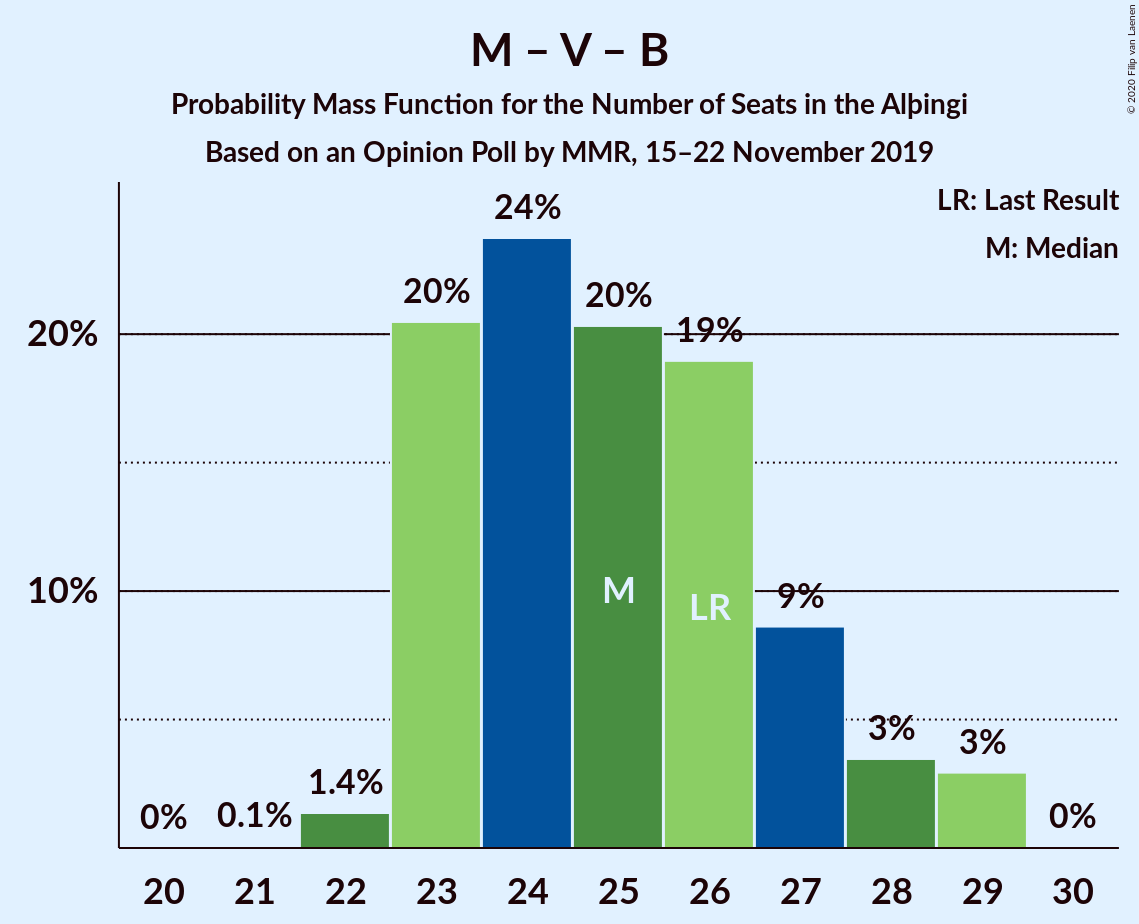 M – V – B
Probability Mass Function for the Number of Seats in the Alþingi
Based on an Opinion Poll by MMR, 15–22 November 2019
© 2020 Filip van Laenen
LR: Last Result
M: Median
24%
20%
20%
19%
20%
M
LR
10%
9%
3%
3%
1.4%
0%
0.1%
0%
20 21 22 23 24 25 26 27 28 29 30